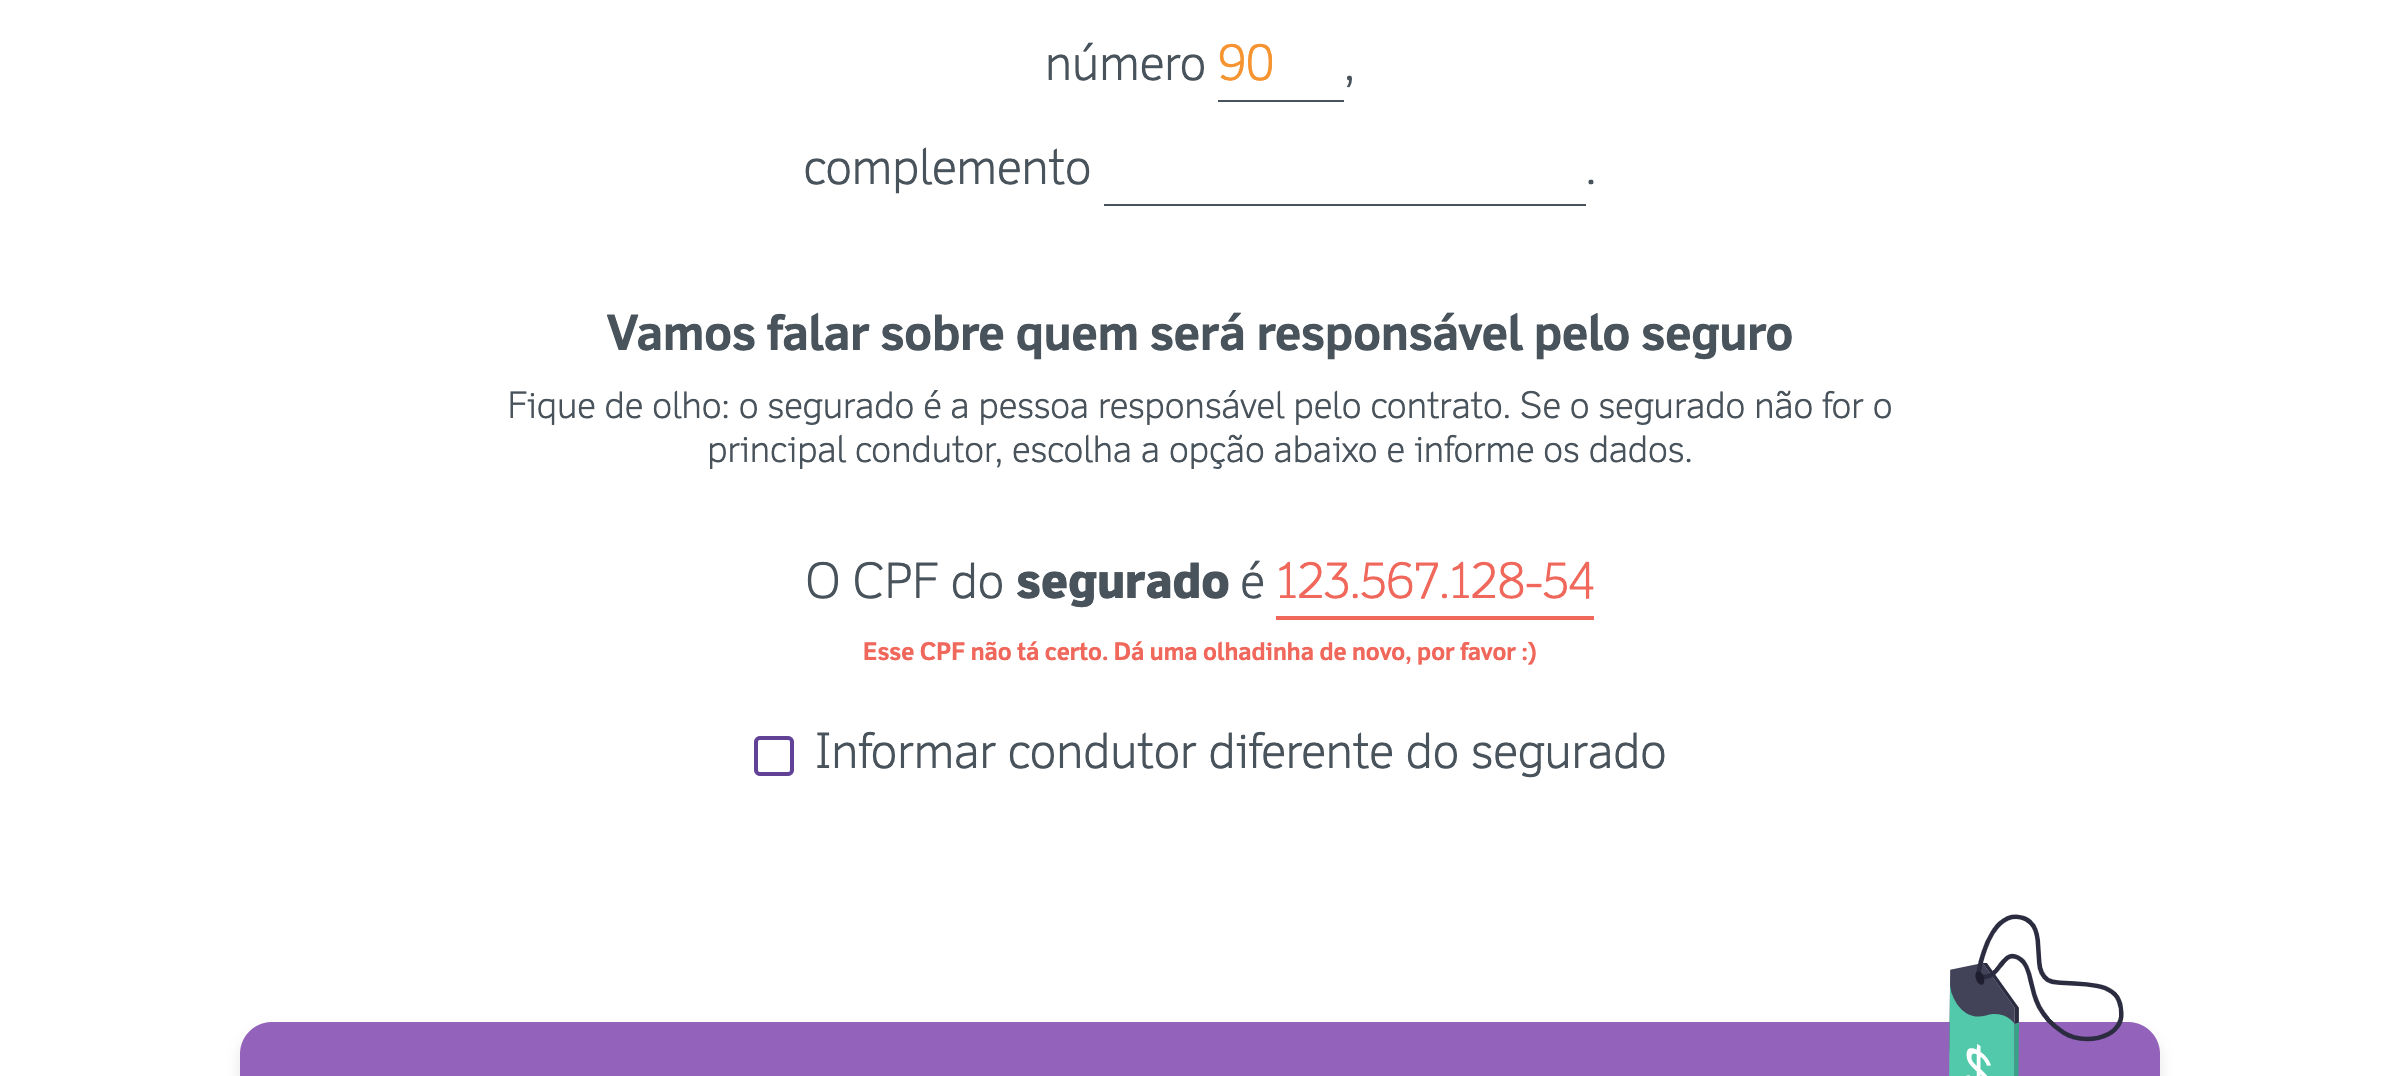 número 90,
complemento .
Vamos falar sobre quem será responsável pelo seguro
Fique de olho: o segurado é a pessoa responsável pelo contrato. Se o segurado não for o
principal condutor, escolha a opção abaixo e informe os dados.
O CPF do segurado é 123.567.128-54
Esse CPF não tá certo. Dá uma olhadinha de novo, por favor :)
Informar condutor diferente do segurado
$